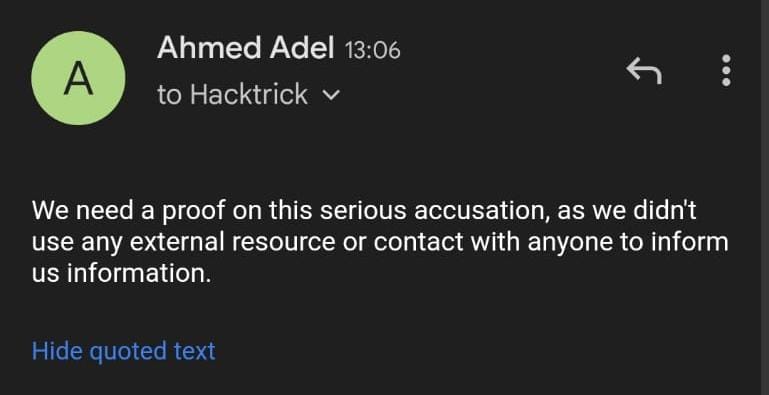 A
Ahmed Adel 13:06
to Hacktrick
We need a proof on this serious accusation, as we didn't
use any external resource or contact with anyone to inform
us information.
Hide quoted text